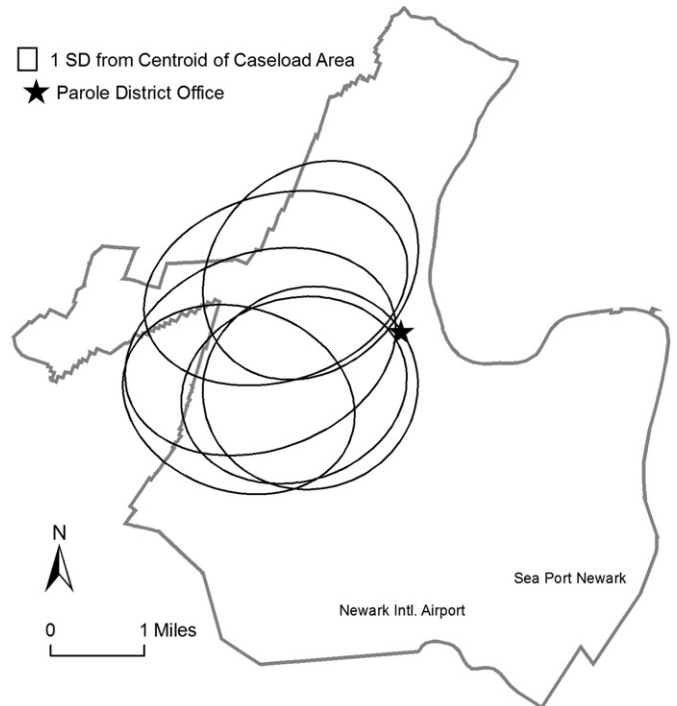 1 SD from Centroid of Caseload Area
Parole District Office
N
0 1 Miles
Sea Port Newark
Newark Intl. Airport